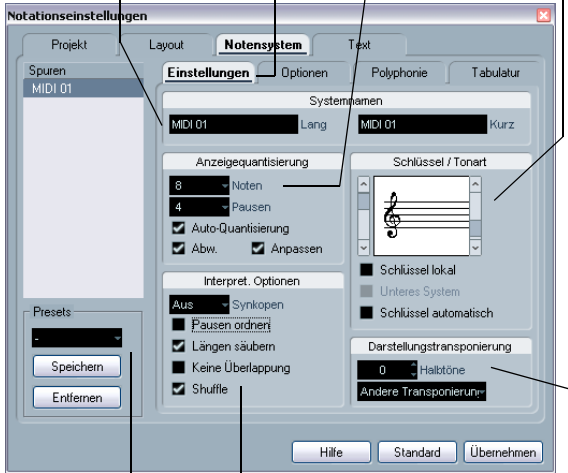 Notationseinstellungen
Projekt Layout Notensystem Text
Spuren
MIDI 01
Einstellungen Optionen Polyphonie Tabulatur
Systemnamen
MIDI 01 Lang MIDI 01 Kurz
Anzeigequantisierung
8 Noten
4 Pausen
Auto-Quantisierung
Abw. Anpassen
Schlüssel / Tonart
Schlüssel lokal
Unteres System
Schlüssel automatisch
Interpret. Optionen
Aus Synkopen
Pausen ordnen
Längen säubern
Keine Überlappung
Shuffle
Darstellungstransponierung
0 Halbtöne
Andere Transponierung
Presets
-
Speichern
Entfernen
Hilfe Standard Übernehmen